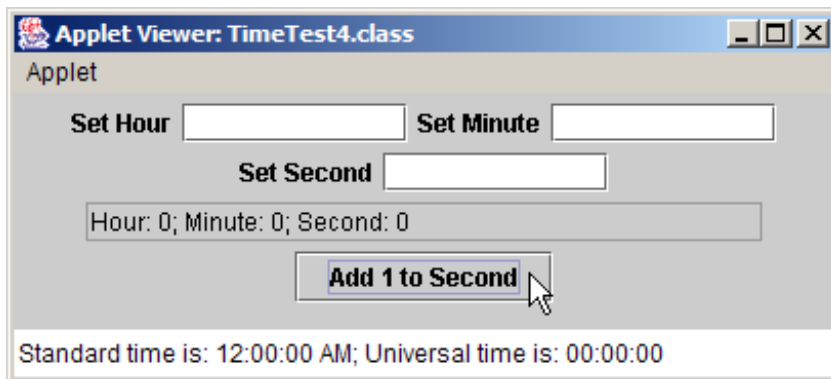 Applet Viewer: TimeTest4.class
Applet
Set Hour Set Minute
Set Second
Hour: 0; Minute: 0; Second: 0
Add 1 to Second
Standard time is: 12:00:00 AM; Universal time is: 00:00:00